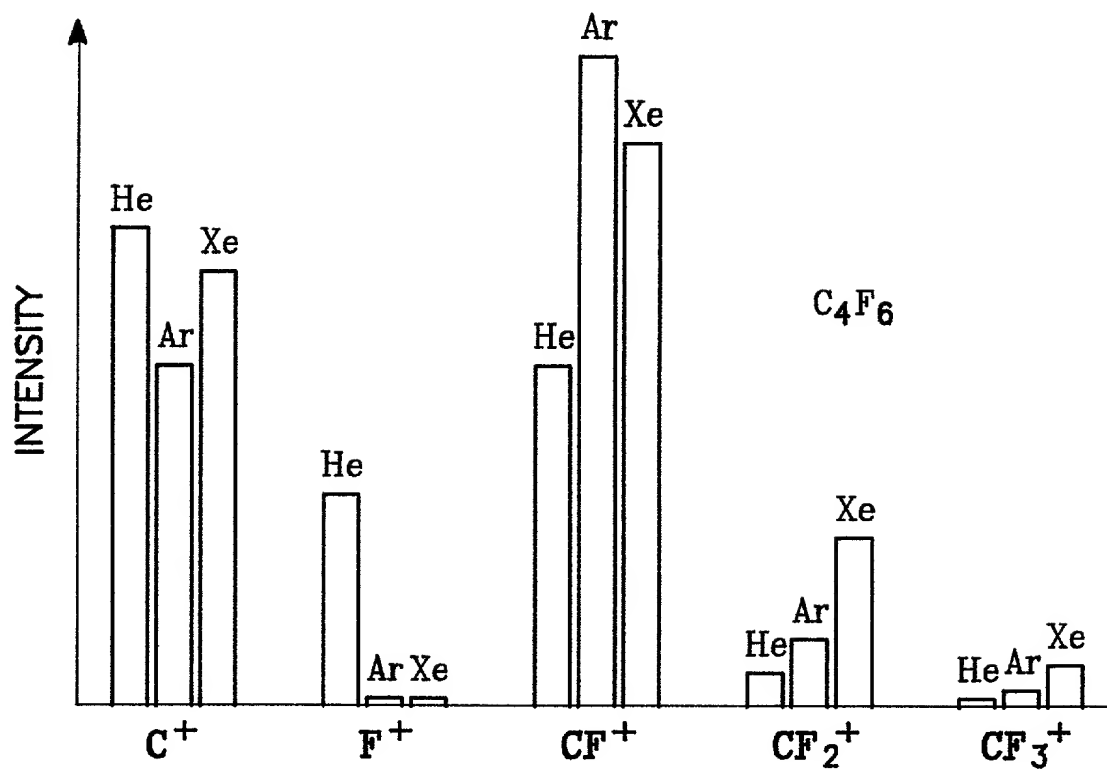 INTENSITY
He
Ar
Xe
He
Ar Xe
He
Ar
Xe
He
Ar
Xe
He
Ar
Xe
C₄F₆
C⁺ F⁺ CF⁺ CF₂⁺ CF₃⁺